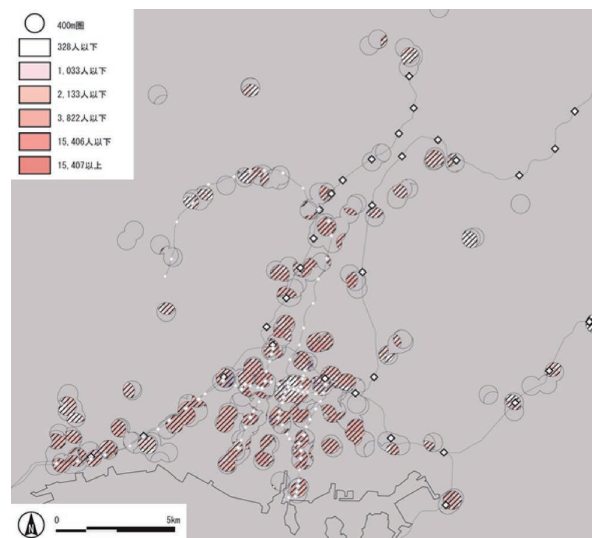 400m圏
328人以下
1,033人以下
2,133人以下
3,822人以下
15,406人以下
15,407以上
0 5km